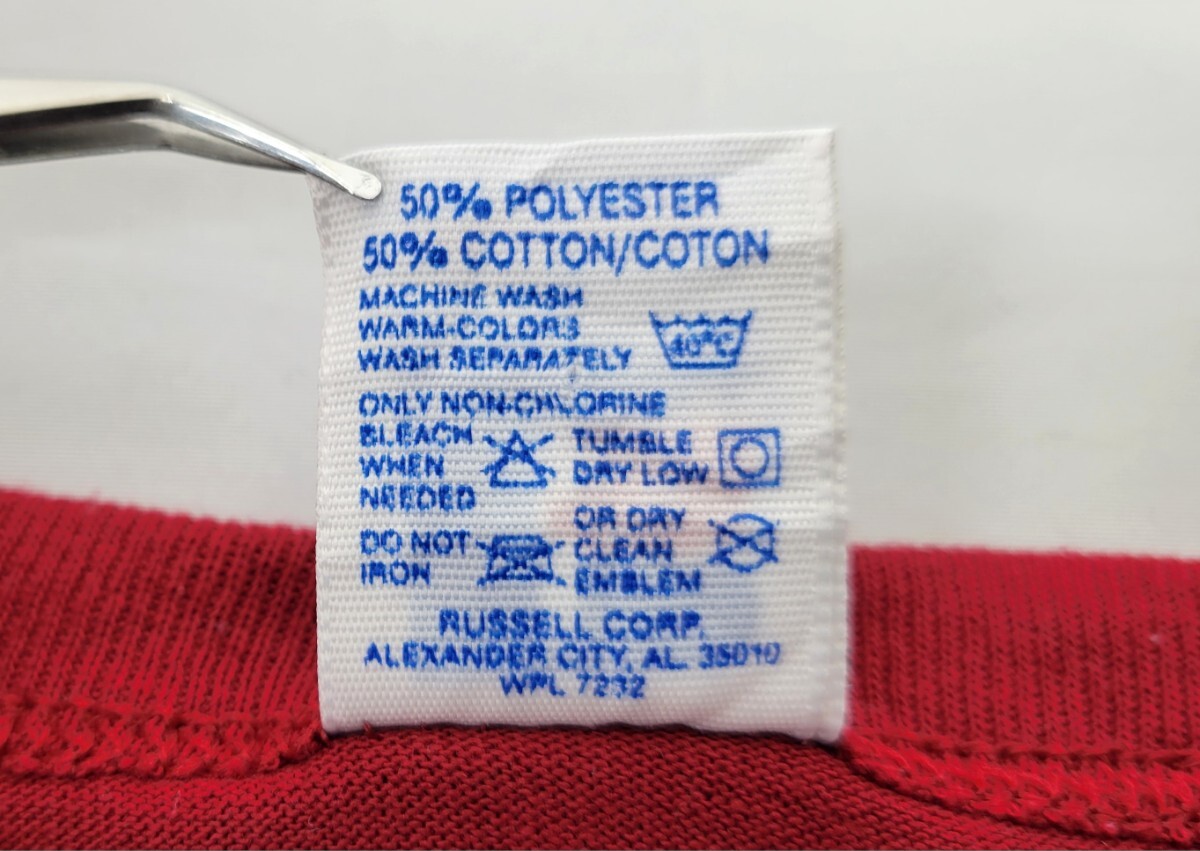 50% POLYESTER
50% COTTON/COTON
MACHINE WASH
WARM-COLORS
WASH SEPARATELY
40°C
ONLY NON-CHLORINE
BLEACH
WHEN
NEEDED
TUMBLE
DRY LOW
DO NOT
IRON
OR DRY
CLEAN
EMBLEM
RUSSELL CORP.
ALEXANDER CITY, AL. 35010
WPL 7232